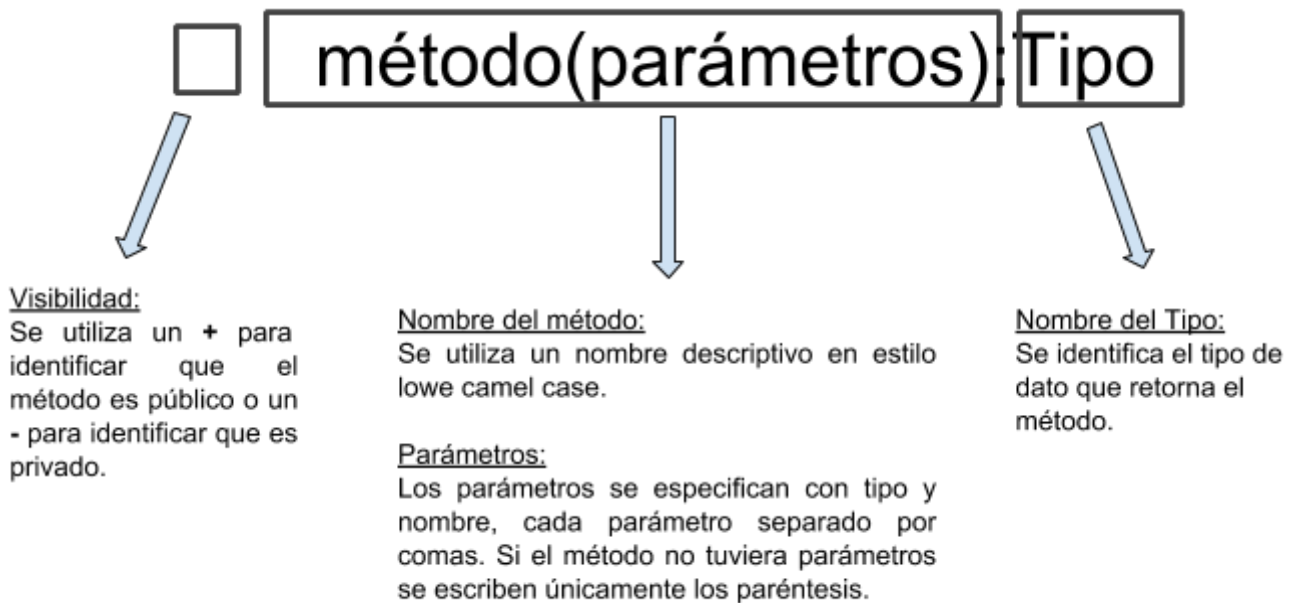 método(parámetros):Tipo
Visibilidad:
Se utiliza un + para
identificar que el
método es público o un
- para identificar que es
privado.
Nombre del método:
Se utiliza un nombre descriptivo en estilo
lowe camel case.
Parámetros:
Los parámetros se especifican con tipo y
nombre, cada parámetro separado por
comas. Si el método no tuviera parámetros
se escriben únicamente los paréntesis.
Nombre del Tipo:
Se identifica el tipo de
dato que retorna el
método.